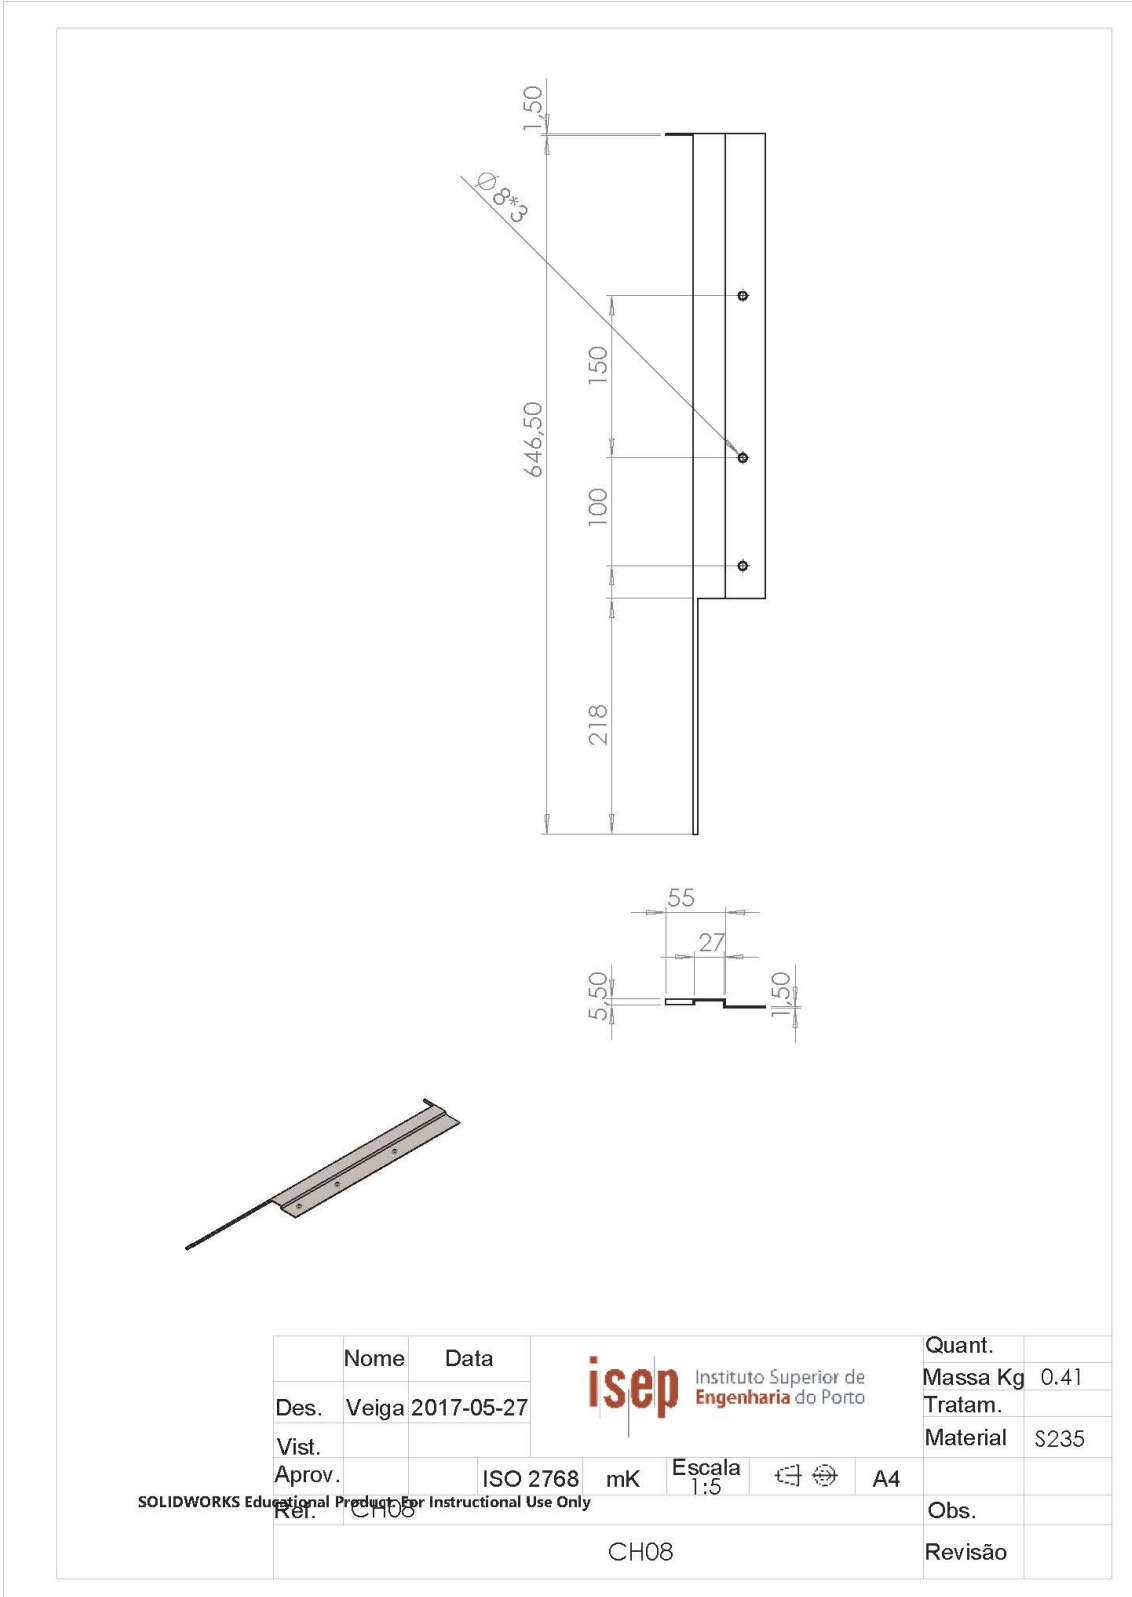 1,50
Ø 8*3
150
646,50
100
218
55
27
5,50
1,50
Nome Data
Des. Veiga 2017-05-27
Vist.
Aprov.
isep Instituto Superior de
Engenharia do Porto
Quant.
Massa Kg 0.41
Tratam.
Material S235
ISO 2768 mK Escala
1:5
A4
SOLIDWORKS Educational Product. For Instructional Use Only
Ref. CH08
Obs.
CH08
Revisão